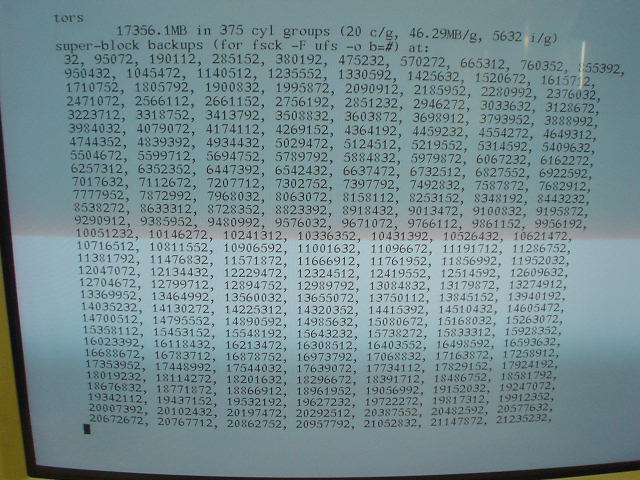 tors
17356.1MB in 375 cyl groups (20 c/g, 46.29MB/g, 5632 i/g)
super-block backups (for fsck -F ufs -o b=#) at:
32, 95072, 190112, 285152, 380192, 475232, 570272, 665312, 760352, 855392,
950432, 1045472, 1140512, 1235552, 1330592, 1425632, 1520672, 1615712,
1710752, 1805792, 1900832, 1995872, 2090912, 2185952, 2280992, 2376032,
2471072, 2566112, 2661152, 2756192, 2851232, 2946272, 3033632, 3128672,
3223712, 3318752, 3413792, 3508832, 3603872, 3698912, 3793952, 3888992,
3984032, 4079072, 4174112, 4269152, 4364192, 4459232, 4554272, 4649312,
4744352, 4839392, 4934432, 5029472, 5124512, 5219552, 5314592, 5409632,
5504672, 5599712, 5694752, 5789792, 5884832, 5979872, 6067232, 6162272,
6257312, 6352352, 6447392, 6542432, 6637472, 6732512, 6827552, 6922592,
7017632, 7112672, 7207712, 7302752, 7397792, 7492832, 7587872, 7682912,
7777952, 7872992, 7968032, 8063072, 8158112, 8253152, 8348192, 8443232,
8538272, 8633312, 8728352, 8823392, 8918432, 9013472, 9100832, 9195872,
9290912, 9385952, 9480992, 9576032, 9671072, 9766112, 9861152, 9956192,
10051232, 10146272, 10241312, 10336352, 10431392, 10526432, 10621472,
10716512, 10811552, 10906592, 11001632, 11096672, 11191712, 11286752,
11381792, 11476832, 11571872, 11666912, 11761952, 11856992, 11952032,
12047072, 12134432, 12229472, 12324512, 12419552, 12514592, 12609632,
12704672, 12799712, 12894752, 12989792, 13084832, 13179872, 13274912,
13369952, 13464992, 13560032, 13655072, 13750112, 13845152, 13940192,
14035232, 14130272, 14225312, 14320352, 14415392, 14510432, 14605472,
14700512, 14795552, 14890592, 14985632, 15080672, 15168032, 15263072,
15358112, 15453152, 15548192, 15643232, 15738272, 15833312, 15928352,
16023392, 16118432, 16213472, 16308512, 16403552, 16498592, 16593632,
16688672, 16783712, 16878752, 16973792, 17068832, 17163872, 17258912,
17353952, 17448992, 17544032, 17639072, 17734112, 17829152, 17924192,
18019232, 18114272, 18201632, 18296672, 18391712, 18486752, 18581792,
18676832, 18771872, 18866912, 18961952, 19056992, 19152032, 19247072,
19342112, 19437152, 19532192, 19627232, 19722272, 19817312, 19912352,
20007392, 20102432, 20197472, 20292512, 20387552, 20482592, 20577632,
20672672, 20767712, 20862752, 20957792, 21052832, 21147872, 21235232,